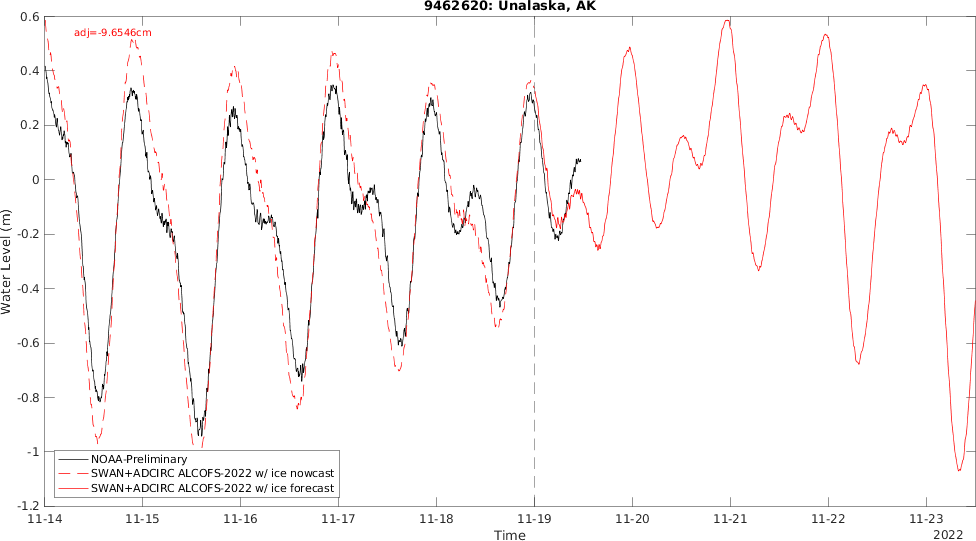 9462620: Unalaska, AK
adj=-9.6546cm
0.6
0.4
0.2
0
-0.2
-0.4
-0.6
-0.8
-1
-1.2
Water Level (m)
NOAA-Preliminary
SWAN+ADCIRC ALCOFS-2022 w/ ice nowcast
SWAN+ADCIRC ALCOFS-2022 w/ ice forecast
11-14 11-15 11-16 11-17 11-18 11-19 11-20 11-21 11-22 11-23
Time
2022